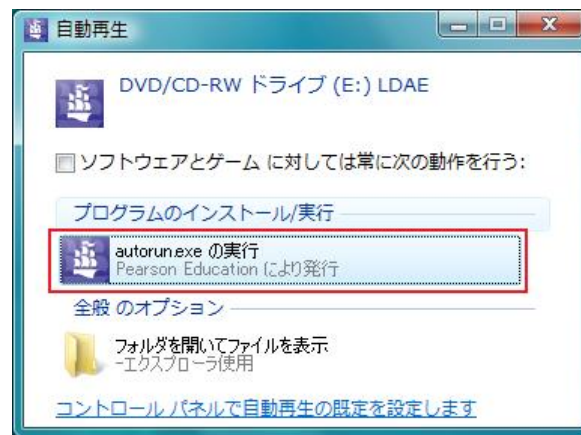 自動再生
DVD/CD-RW ドライブ (E:) LDAE
ソフトウェアとゲーム に対しては常に次の動作を行う:
プログラムのインストール/実行
autorun.exe の実行
Pearson Education により発行
全般 のオプション
フォルダを開いてファイルを表示
-エクスプローラ使用
コントロール パネルで自動再生の既定を設定します